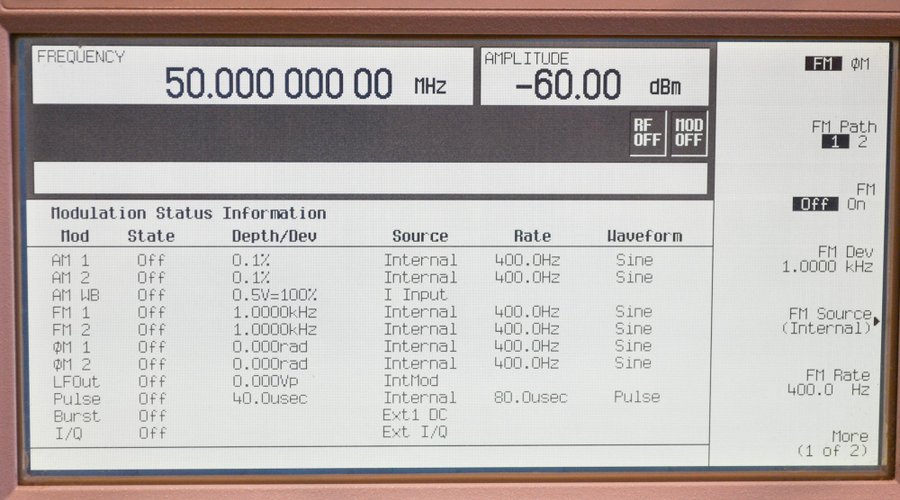 FREQUENCY
50.000 000 00 MHz
AMPLITUDE
-60.00 dBm
RF OFF
MOD OFF
Modulation Status Information
Mod State Depth/Dev Source Rate Waveform
AM 1 Off 0.1% Internal 400.0Hz Sine
AM 2 Off 0.1% Internal 400.0Hz Sine
AM WB Off 0.5V=100% I Input
FM 1 Off 1.0000kHz Internal 400.0Hz Sine
FM 2 Off 1.0000kHz Internal 400.0Hz Sine
ΦM 1 Off 0.000rad Internal 400.0Hz Sine
ΦM 2 Off 0.000rad Internal 400.0Hz Sine
LFOut Off 0.000Vp IntMod
Pulse Off 40.0usec Internal 80.0usec Pulse
Burst Off Ext1 DC
I/Q Off Ext I/Q
FM ΦM
FM Path
1 2
FM
Off On
FM Dev
1.0000 kHz
FM Source
(Internal)
FM Rate
400.0 Hz
More
(1 of 2)